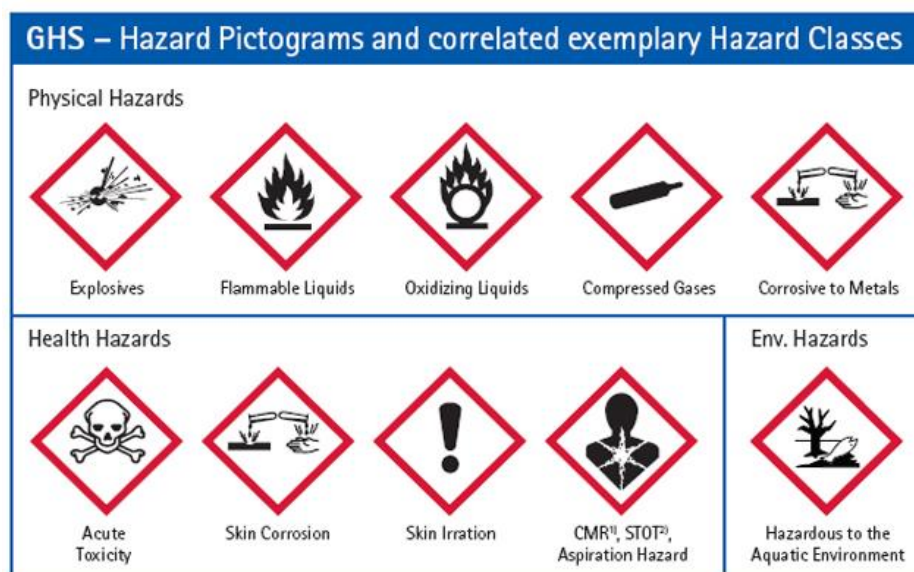 GHS – Hazard Pictograms and correlated exemplary Hazard Classes
Physical Hazards
Explosives
Flammable Liquids
Oxidizing Liquids
Compressed Gases
Corrosive to Metals
Health Hazards
Env. Hazards
Acute
Toxicity
Skin Corrosion
Skin Irration
CMR¹⁾, STOT²⁾,
Aspiration Hazard
Hazardous to the
Aquatic Environment